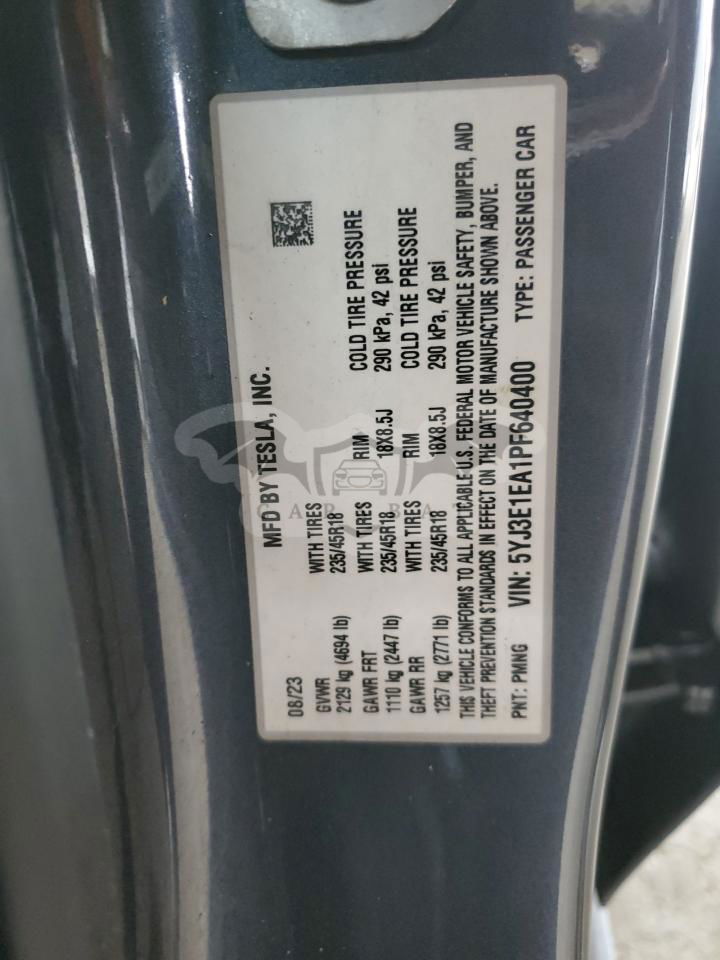 MFD BY TESLA, INC.
08/23
GVWR WITH TIRES
2129 kg (4694 lb) 235/45R18
GAWR FRT WITH TIRES RIM COLD TIRE PRESSURE
1110 kg (2447 lb) 235/45R18 18X8.5J 290 kPa, 42 psi
GAWR RR WITH TIRES RIM COLD TIRE PRESSURE
1257 kg (2771 lb) 235/45R18 18X8.5J 290 kPa, 42 psi
THIS VEHICLE CONFORMS TO ALL APPLICABLE U.S. FEDERAL MOTOR VEHICLE SAFETY, BUMPER, AND
THEFT PREVENTION STANDARDS IN EFFECT ON THE DATE OF MANUFACTURE SHOWN ABOVE.
PNT: PMNG VIN: 5YJ3E1EA1PF640400 TYPE: PASSENGER CAR